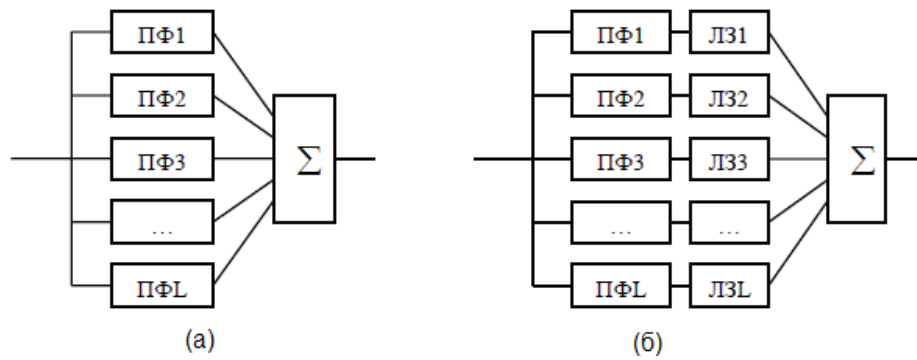 ПФ1
ПФ2
ПФ3
...
ПФL
Σ
(а)
ПФ1 ЛЗ1
ПФ2 ЛЗ2
ПФ3 ЛЗ3
... ...
ПФL ЛЗL
Σ
(б)